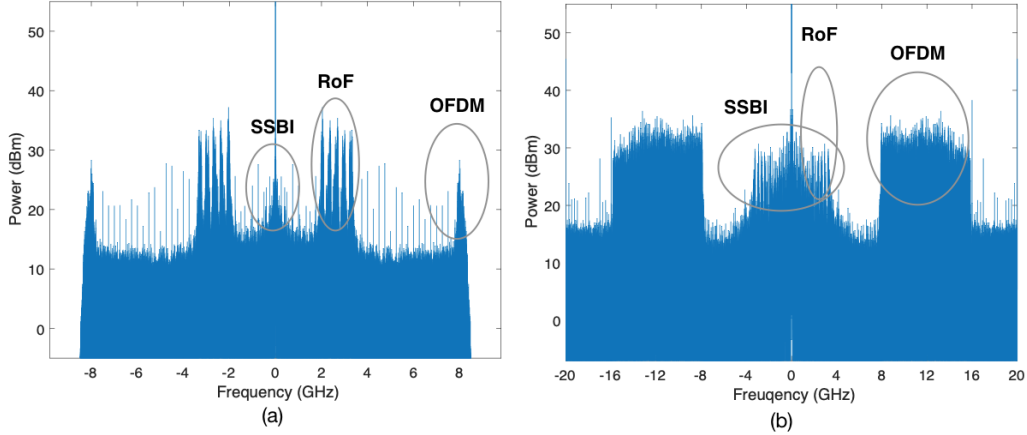 50
40
30
20
10
0
Power (dBm)
SSBI
RoF
OFDM
-8 -6 -4 -2 0 2 4 6 8
Frequency (GHz)
(a)
50
40
30
20
10
0
Power (dBm)
RoF
OFDM
SSBI
-20 -16 -12 -8 -4 0 4 8 12 16 20
Freuqency (GHz)
(b)